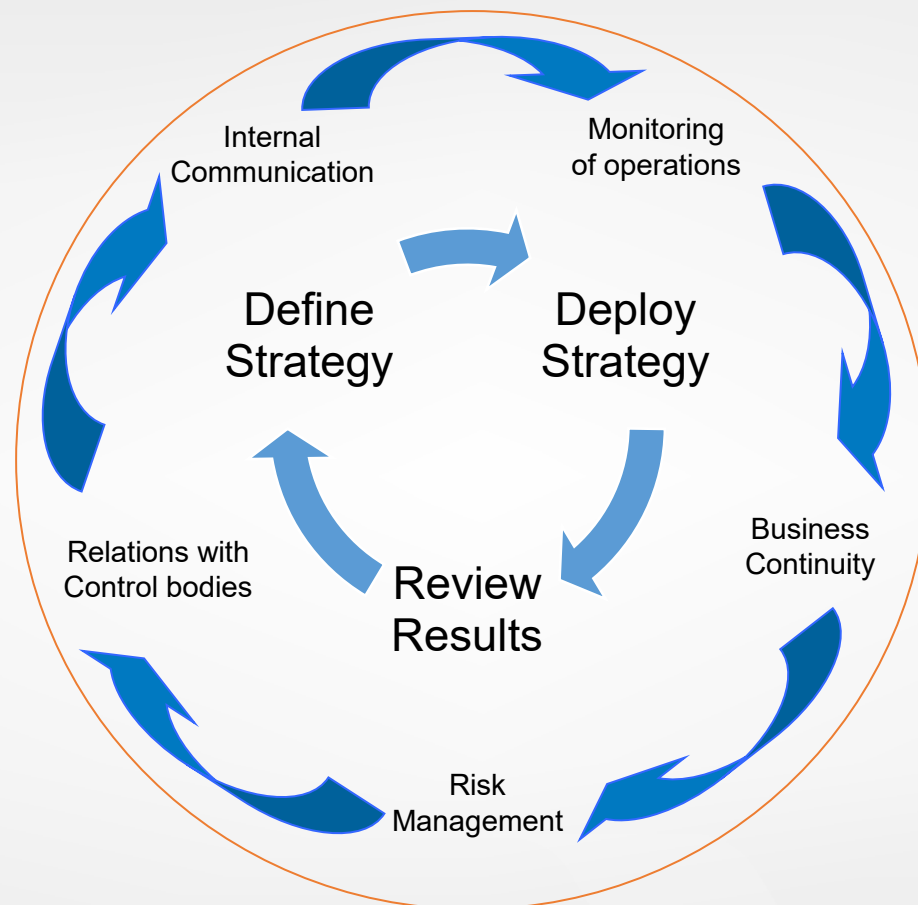 Internal
Communication
Monitoring
of operations
Define
Strategy
Deploy
Strategy
Business
Continuity
Relations with
Control bodies
Review
Results
Risk
Management